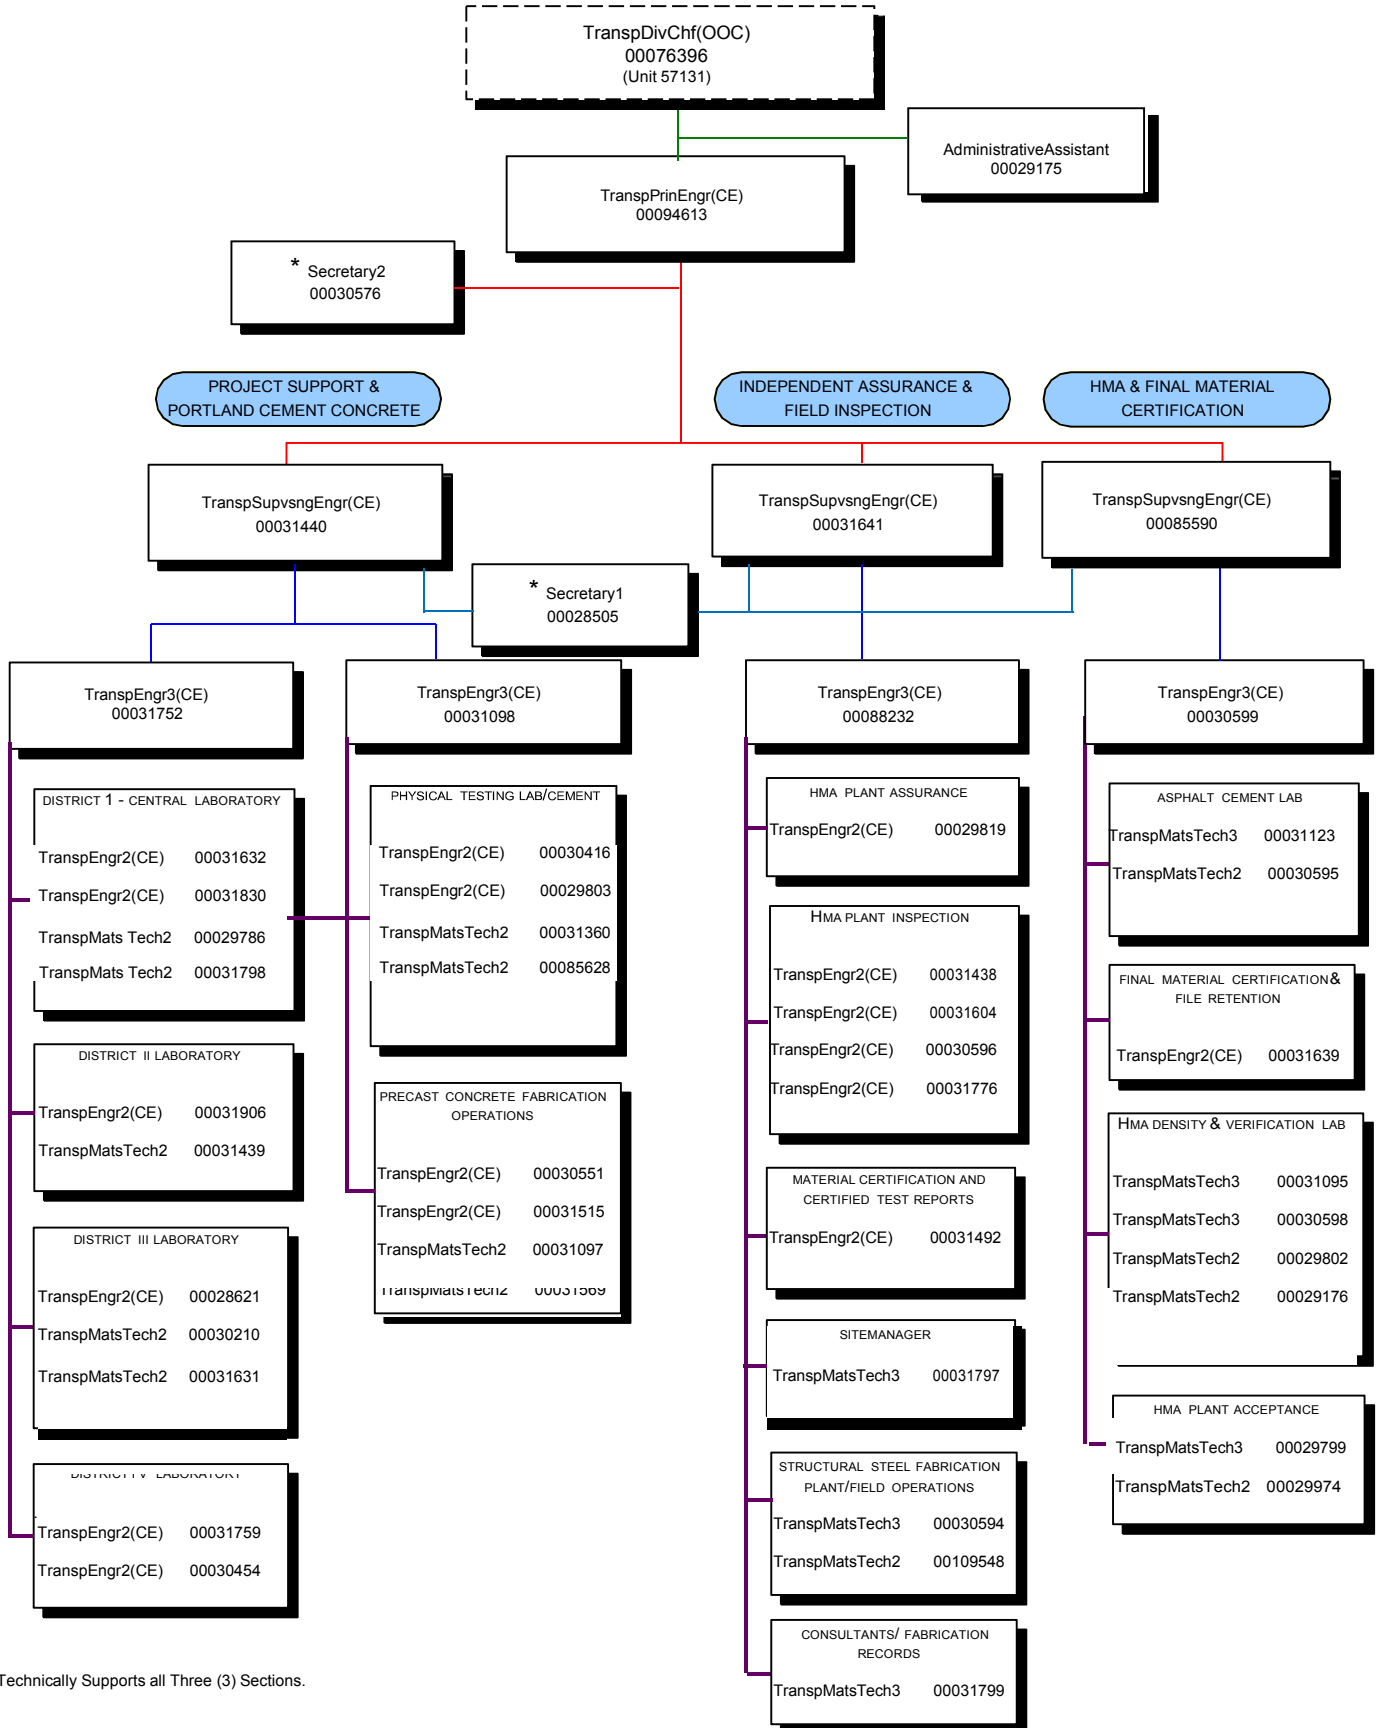 TranspDivChf(OOC)
00076396
(Unit 57131)
AdministrativeAssistant
00029175
TranspPrinEngr(CE)
00094613
* Secretary2
00030576
PROJECT SUPPORT &
PORTLAND CEMENT CONCRETE
INDEPENDENT ASSURANCE &
FIELD INSPECTION
HMA & FINAL MATERIAL
CERTIFICATION
TranspSupvsngEngr(CE)
00031440
TranspSupvsngEngr(CE)
00031641
TranspSupvsngEngr(CE)
00085590
* Secretary1
00028505
TranspEngr3(CE)
00031752
TranspEngr3(CE)
00031098
TranspEngr3(CE)
00088232
TranspEngr3(CE)
00030599
DISTRICT 1 - CENTRAL LABORATORY
TranspEngr2(CE) 00031632
TranspEngr2(CE) 00031830
TranspMats Tech2 00029786
TranspMats Tech2 00031798
DISTRICT II LABORATORY
TranspEngr2(CE) 00031906
TranspMatsTech2 00031439
DISTRICT III LABORATORY
TranspEngr2(CE) 00028621
TranspMatsTech2 00030210
TranspMatsTech2 00031631
DISTRICT IV LABORATORY
TranspEngr2(CE) 00031759
TranspEngr2(CE) 00030454
PHYSICAL TESTING LAB/CEMENT
TranspEngr2(CE) 00030416
TranspEngr2(CE) 00029803
TranspMatsTech2 00031360
TranspMatsTech2 00085628
PRECAST CONCRETE FABRICATION
OPERATIONS
TranspEngr2(CE) 00030551
TranspEngr2(CE) 00031515
TranspMatsTech2 00031097
TranspMatsTech2 00031569
HMA PLANT ASSURANCE
TranspEngr2(CE) 00029819
HMA PLANT INSPECTION
TranspEngr2(CE) 00031438
TranspEngr2(CE) 00031604
TranspEngr2(CE) 00030596
TranspEngr2(CE) 00031776
MATERIAL CERTIFICATION AND
CERTIFIED TEST REPORTS
TranspEngr2(CE) 00031492
SITEMANAGER
TranspMatsTech3 00031797
STRUCTURAL STEEL FABRICATION
PLANT/FIELD OPERATIONS
TranspMatsTech3 00030594
TranspMatsTech2 00109548
CONSULTANTS/ FABRICATION
RECORDS
TranspMatsTech3 00031799
ASPHALT CEMENT LAB
TranspMatsTech3 00031123
TranspMatsTech2 00030595
FINAL MATERIAL CERTIFICATION &
FILE RETENTION
TranspEngr2(CE) 00031639
HMA DENSITY & VERIFICATION LAB
TranspMatsTech3 00031095
TranspMatsTech3 00030598
TranspMatsTech2 00029802
TranspMatsTech2 00029176
HMA PLANT ACCEPTANCE
TranspMatsTech3 00029799
TranspMatsTech2 00029974
Technically Supports all Three (3) Sections.